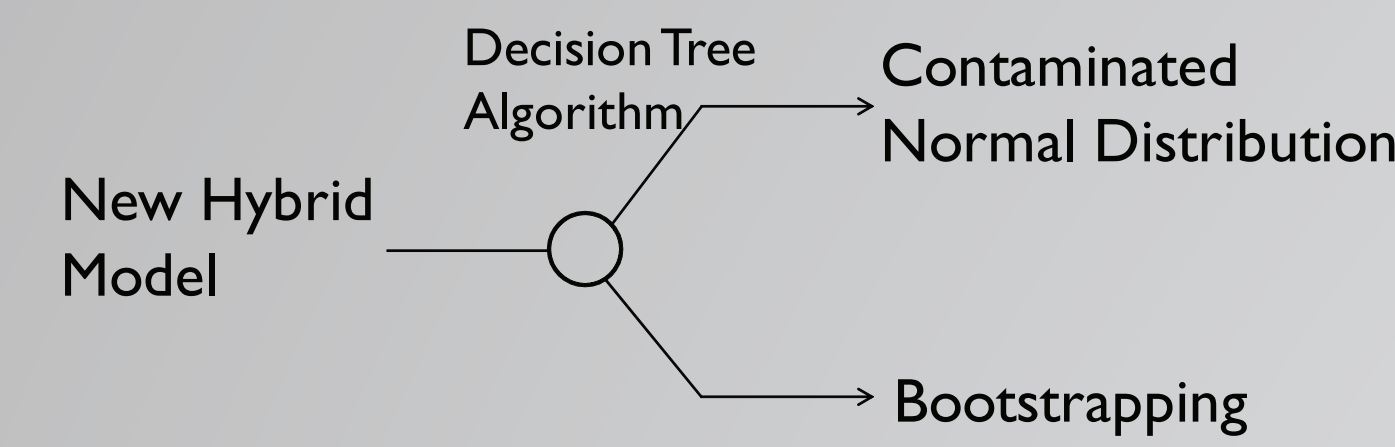 Decision Tree
Algorithm
Contaminated
Normal Distribution
New Hybrid
Model
Bootstrapping